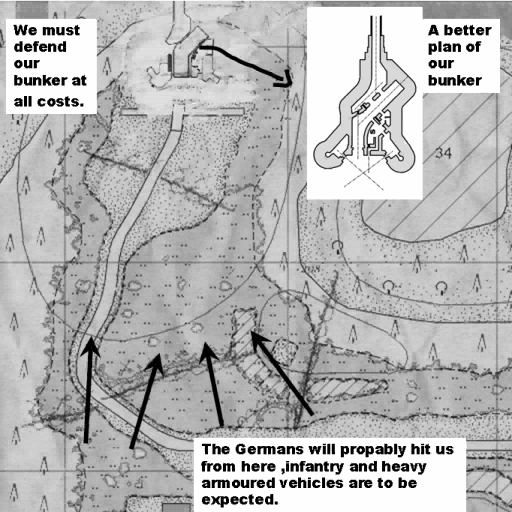 We must
defend
our
bunker at
all costs.
A better
plan of
our
bunker
34
The Germans will propably hit us
from here ,infantry and heavy
armoured vehicles are to be
expected.